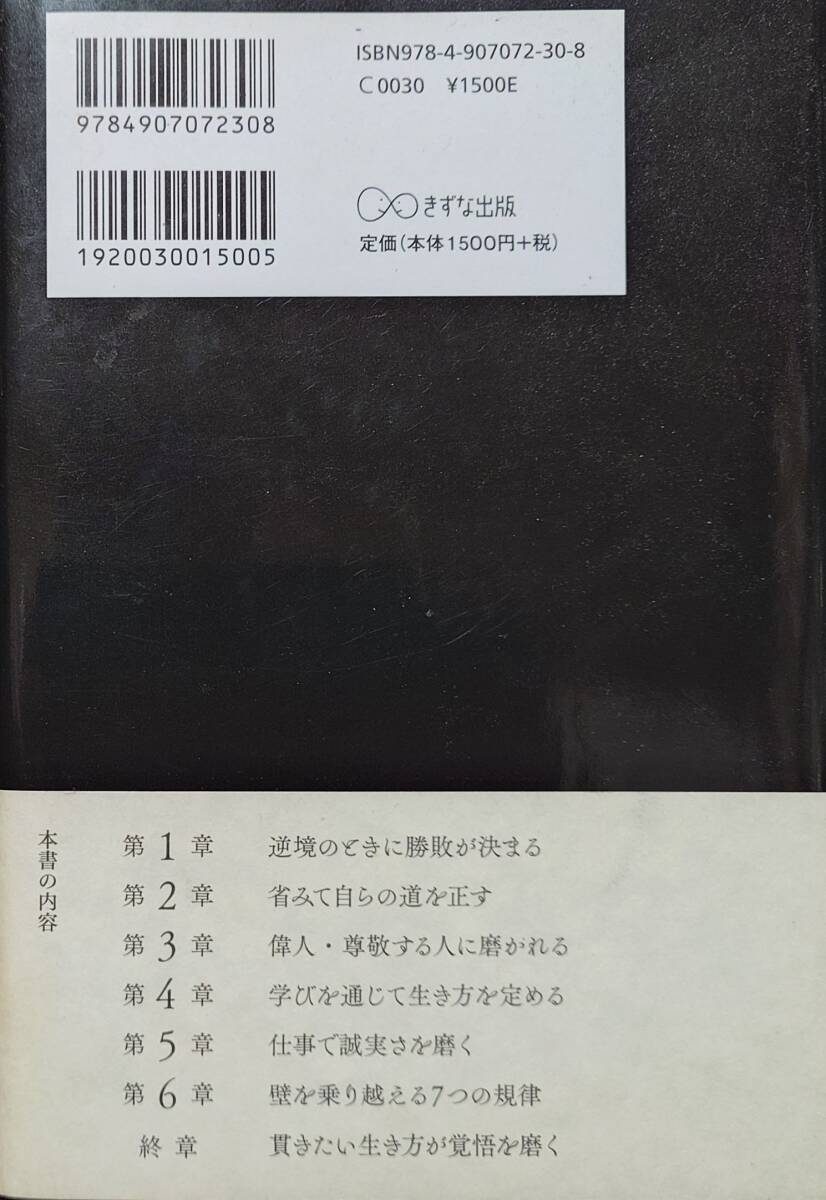 ISBN978-4-907072-30-8
C0030 ¥1500E
9784907072308
1920030015005
きずな出版
定価(本体1500円+税)
本書の内容
第1章 逆境のときに勝敗が決まる
第2章 省みて自らの道を正す
第3章 偉人・尊敬する人に磨がれる
第4章 学びを通じて生き方を定める
第5章 仕事で誠実さを磨く
第6章 壁を乗り越える7つの規律
終章 貫きたい生き方が覚悟を磨く